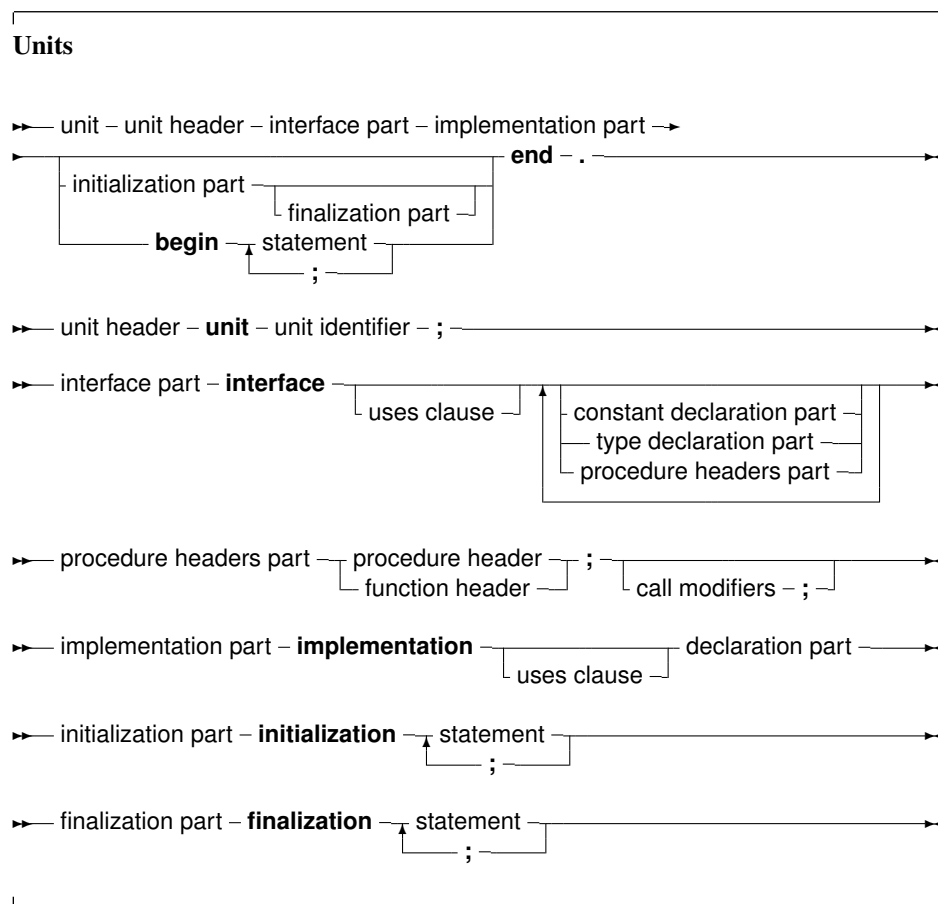 Units
unit – unit header – interface part – implementation part
end – .
initialization part
finalization part
begin – statement
;
unit header – unit – unit identifier – ;
interface part – interface
uses clause
constant declaration part
type declaration part
procedure headers part
procedure headers part – procedure header – ;
function header
call modifiers – ;
implementation part – implementation – declaration part
uses clause
initialization part – initialization – statement
;
finalization part – finalization – statement
;